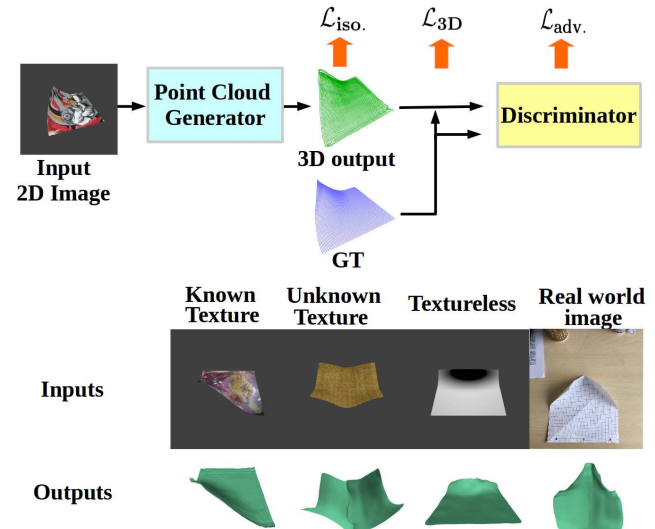 ℒiso.
ℒ3D
ℒadv.
Point Cloud
Generator
Discriminator
Input
2D Image
3D output
GT
Known
Texture
Unknown
Texture
Textureless
Real world
image
Inputs
Outputs